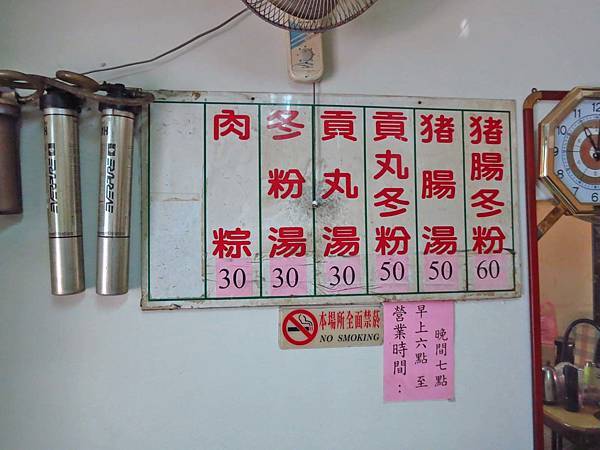 猪腸冬粉 60
猪腸湯 50
貢丸冬粉 50
貢丸湯 30
冬粉湯 30
肉粽 30
本場所全面禁菸
NO SMOKING
營業時間：
早上六點至
晚間七點